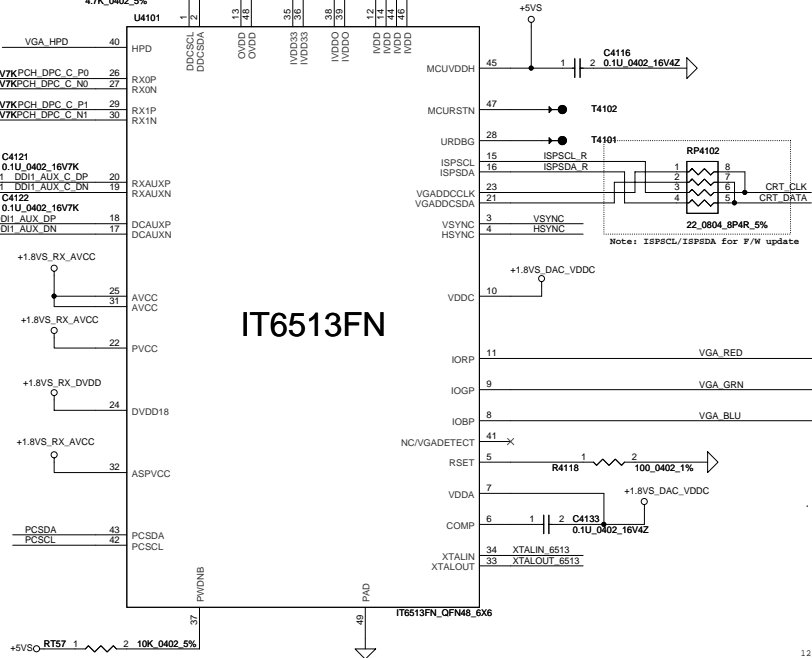 4.7K_0402_5%
U4101
1
2
13
48
35
36
38
39
12
14
44
46
DDCSCL
DDCSDA
OVDD
OVDD
IVDD33
IVDD33
IVDDO
IVDDO
IVDD
IVDD
IVDD
IVDD
VGA_HPD 40 HPD
V7K PCH_DPC_C_P0 26 RX0P
V7K PCH_DPC_C_N0 27 RX0N
V7K PCH_DPC_C_P1 29 RX1P
V7K PCH_DPC_C_N1 30 RX1N
C4121
0.1U_0402_16V7K
1 DDI1_AUX_C_DP 20 RXAUXP
1 DDI1_AUX_C_DN 19 RXAUXN
C4122
0.1U_0402_16V7K
DI1_AUX_DP 18 DCAUXP
DI1_AUX_DN 17 DCAUXN
+1.8VS_RX_AVCC
25 AVCC
31 AVCC
+1.8VS_RX_AVCC
22 PVCC
+1.8VS_RX_DVDD
24 DVDD18
+1.8VS_RX_AVCC
32 ASPVCC
PCSDA 43 PCSDA
PCSCL 42 PCSCL
IT6513FN
PWDNB
37
PAD
49
+5VS RT57 1 2 10K_0402_5%
IT6513FN_QFN48_6X6
+5VS
MCUVDDH 45
C4116
1 2 0.1U_0402_16V4Z
MCURSTN 47 T4102
URDBG 28 T4101
ISPSCL 15 ISPSCL_R
ISPSDA 16 ISPSDA_R
VGADDCCLK 23
VGADDCSDA 21
RP4102
1 8
2 7
3 6
4 5
CRT_CLK
CRT_DATA
22_0804_8P4R_5%
Note: ISPSCL/ISPSDA for F/W update
VSYNC 3 VSYNC
HSYNC 4 HSYNC
+1.8VS_DAC_VDDC
VDDC 10
IORP 11 VGA_RED
IOGP 9 VGA_GRN
IOBP 8 VGA_BLU
NC/VGADETECT 41
RSET 5
R4118 1 2 100_0402_1%
VDDA 7
+1.8VS_DAC_VDDC
COMP 6 1 2 C4133
0.1U_0402_16V4Z
XTALIN 34 XTALIN_6513
XTALOUT 33 XTALOUT_6513
12